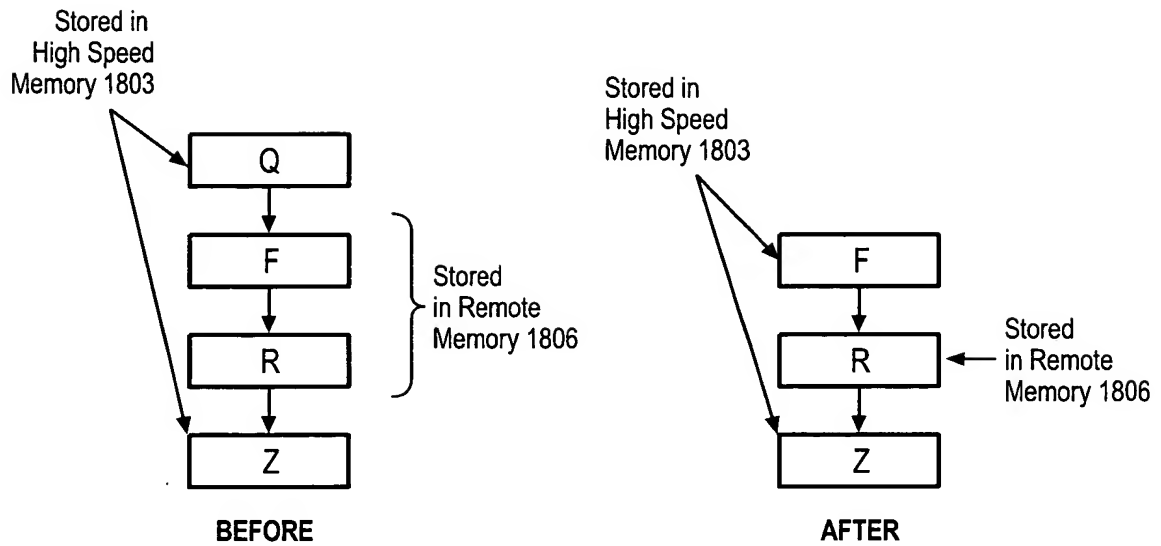 Stored in
High Speed
Memory 1803
Q
F
R
Z
Stored
in Remote
Memory 1806
BEFORE
Stored in
High Speed
Memory 1803
F
R
Z
Stored
in Remote
Memory 1806
AFTER